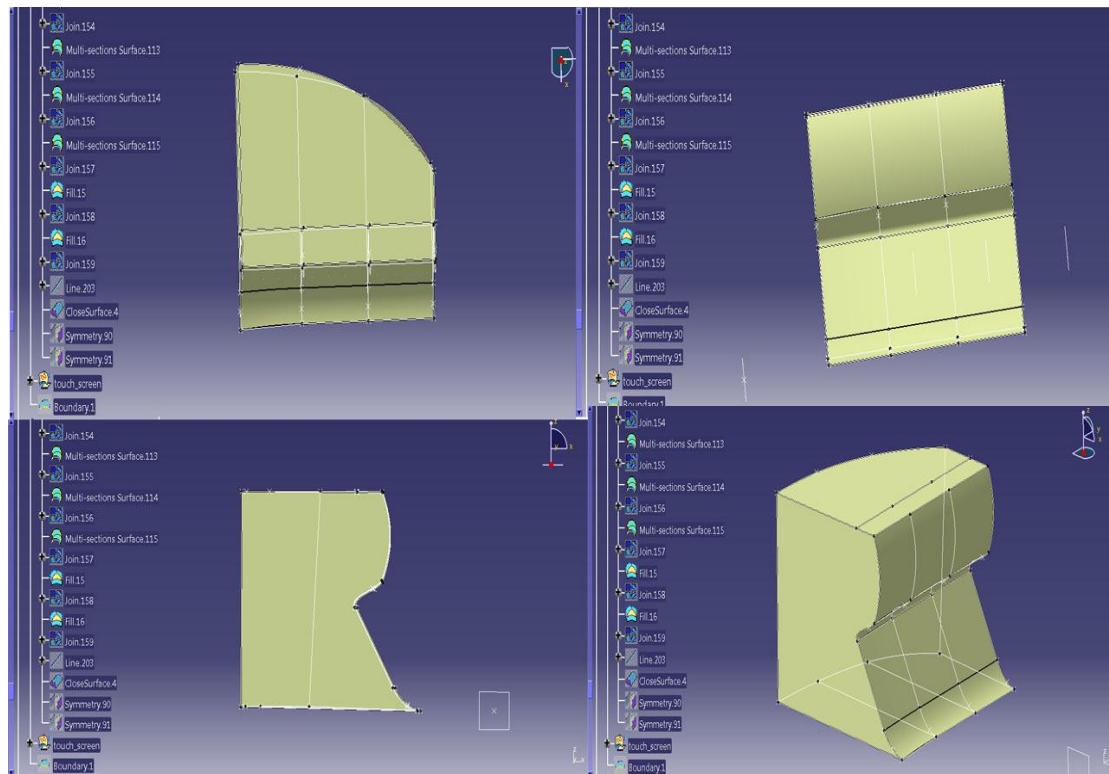 Join.154
Multi-sections Surface.113
Join.155
Multi-sections Surface.114
Join.156
Multi-sections Surface.115
Join.157
Fill.15
Join.158
Fill.16
Join.159
Line.203
CloseSurface.4
Symmetry.90
Symmetry.91
touch_screen
Boundary.1
x
Join.154
Multi-sections Surface.113
Join.155
Multi-sections Surface.114
Join.156
Multi-sections Surface.115
Join.157
Fill.15
Join.158
Fill.16
Join.159
Line.203
CloseSurface.4
Symmetry.90
Symmetry.91
touch_screen
Boundary.1
Join.154
Multi-sections Surface.113
Join.155
Multi-sections Surface.114
Join.156
Multi-sections Surface.115
Join.157
Fill.15
Join.158
Fill.16
Join.159
Line.203
CloseSurface.4
Symmetry.90
Symmetry.91
touch_screen
Boundary.1
z
y x
z
Join.154
Multi-sections Surface.113
Join.155
Multi-sections Surface.114
Join.156
Multi-sections Surface.115
Join.157
Fill.15
Join.158
Fill.16
Join.159
Line.203
CloseSurface.4
Symmetry.90
Symmetry.91
touch_screen
Boundary.1
z
y
x